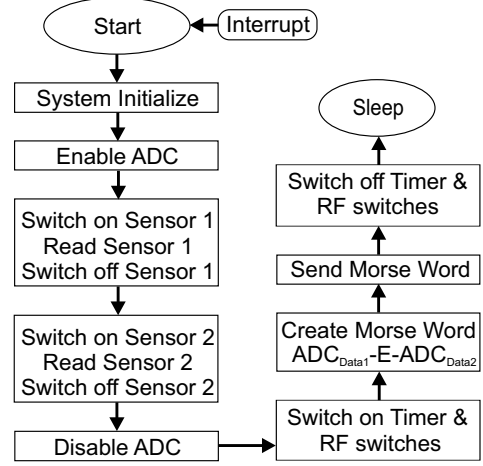 Start
Interrupt
System Initialize
Enable ADC
Switch on Sensor 1
Read Sensor 1
Switch off Sensor 1
Switch on Sensor 2
Read Sensor 2
Switch off Sensor 2
Disable ADC
Switch on Timer &
RF switches
Create Morse Word
ADC_Data1-E-ADC_Data2
Send Morse Word
Switch off Timer &
RF switches
Sleep